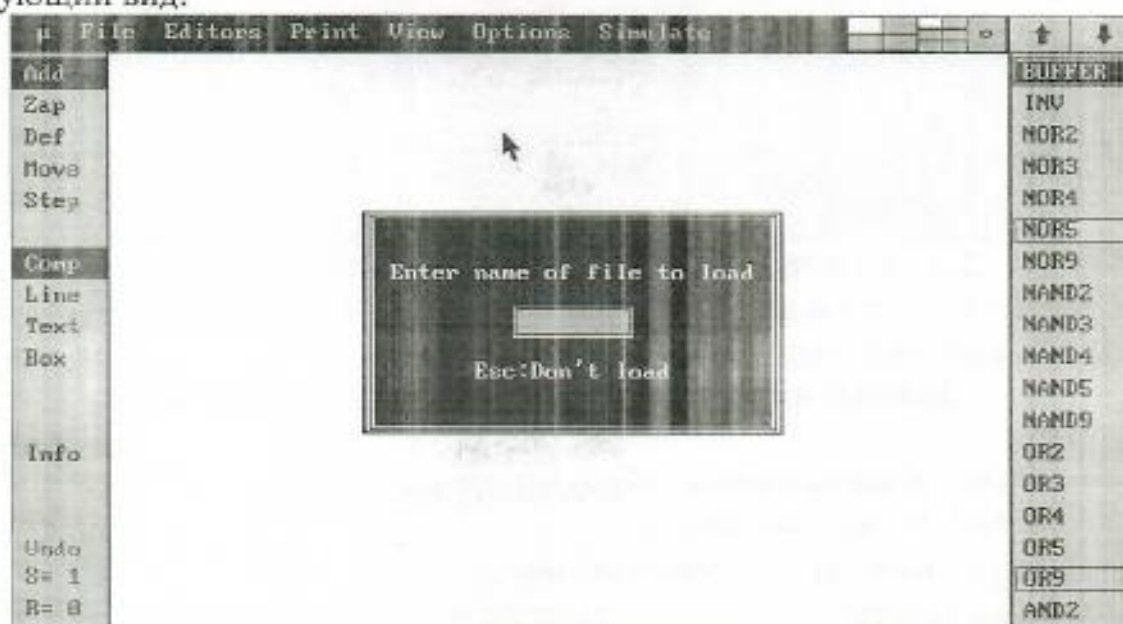 ующий вид:
µ File Editors Print View Options Simulate
Add
Zap
Def
Move
Step
Comp
Line
Text
Box
Info
Undo
S= 1
R= 0
Enter name of file to load
Esc:Don't load
BUFFER
INV
NOR2
NOR3
NOR4
NOR5
NOR9
NAND2
NAND3
NAND4
NAND5
NAND9
OR2
OR3
OR4
OR5
OR9
AND2